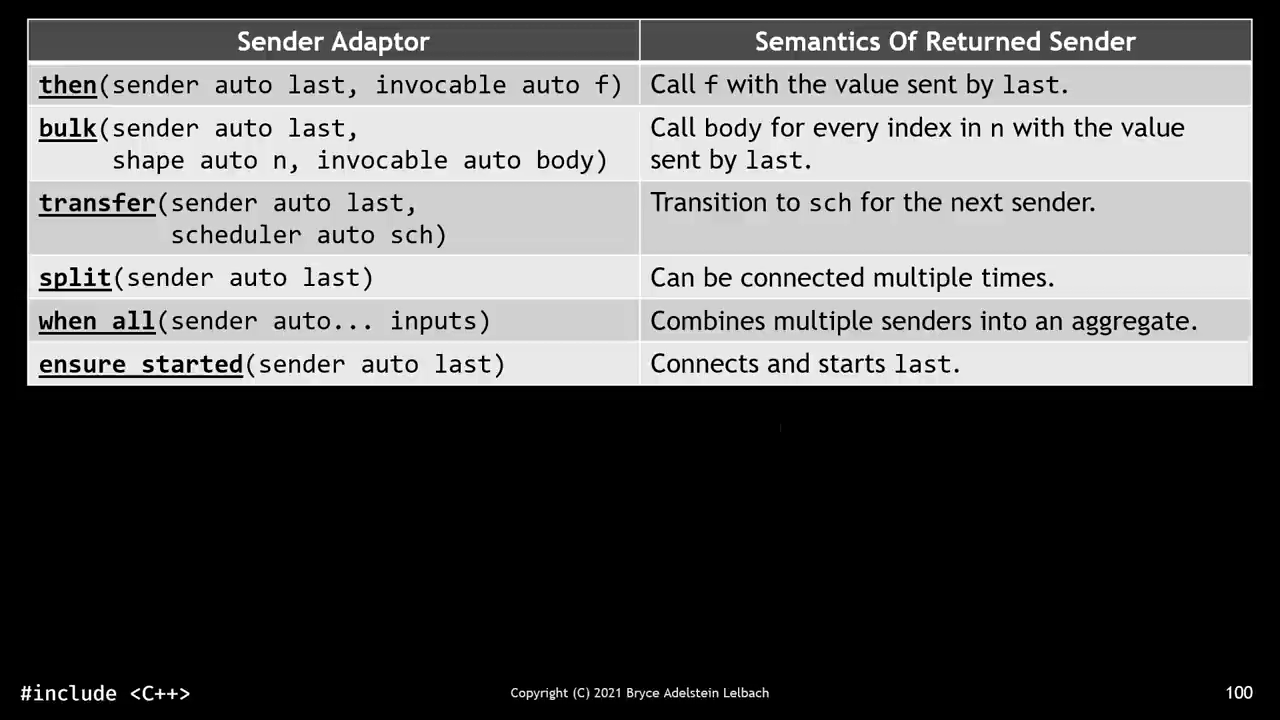 Sender Adaptor
Semantics Of Returned Sender
then(sender auto last, invocable auto f)
Call f with the value sent by last.
bulk(sender auto last,
shape auto n, invocable auto body)
Call body for every index in n with the value
sent by last.
transfer(sender auto last,
scheduler auto sch)
Transition to sch for the next sender.
split(sender auto last)
Can be connected multiple times.
when_all(sender auto... inputs)
Combines multiple senders into an aggregate.
ensure_started(sender auto last)
Connects and starts last.
#include <C++>
Copyright (C) 2021 Bryce Adelstein Lelbach
100